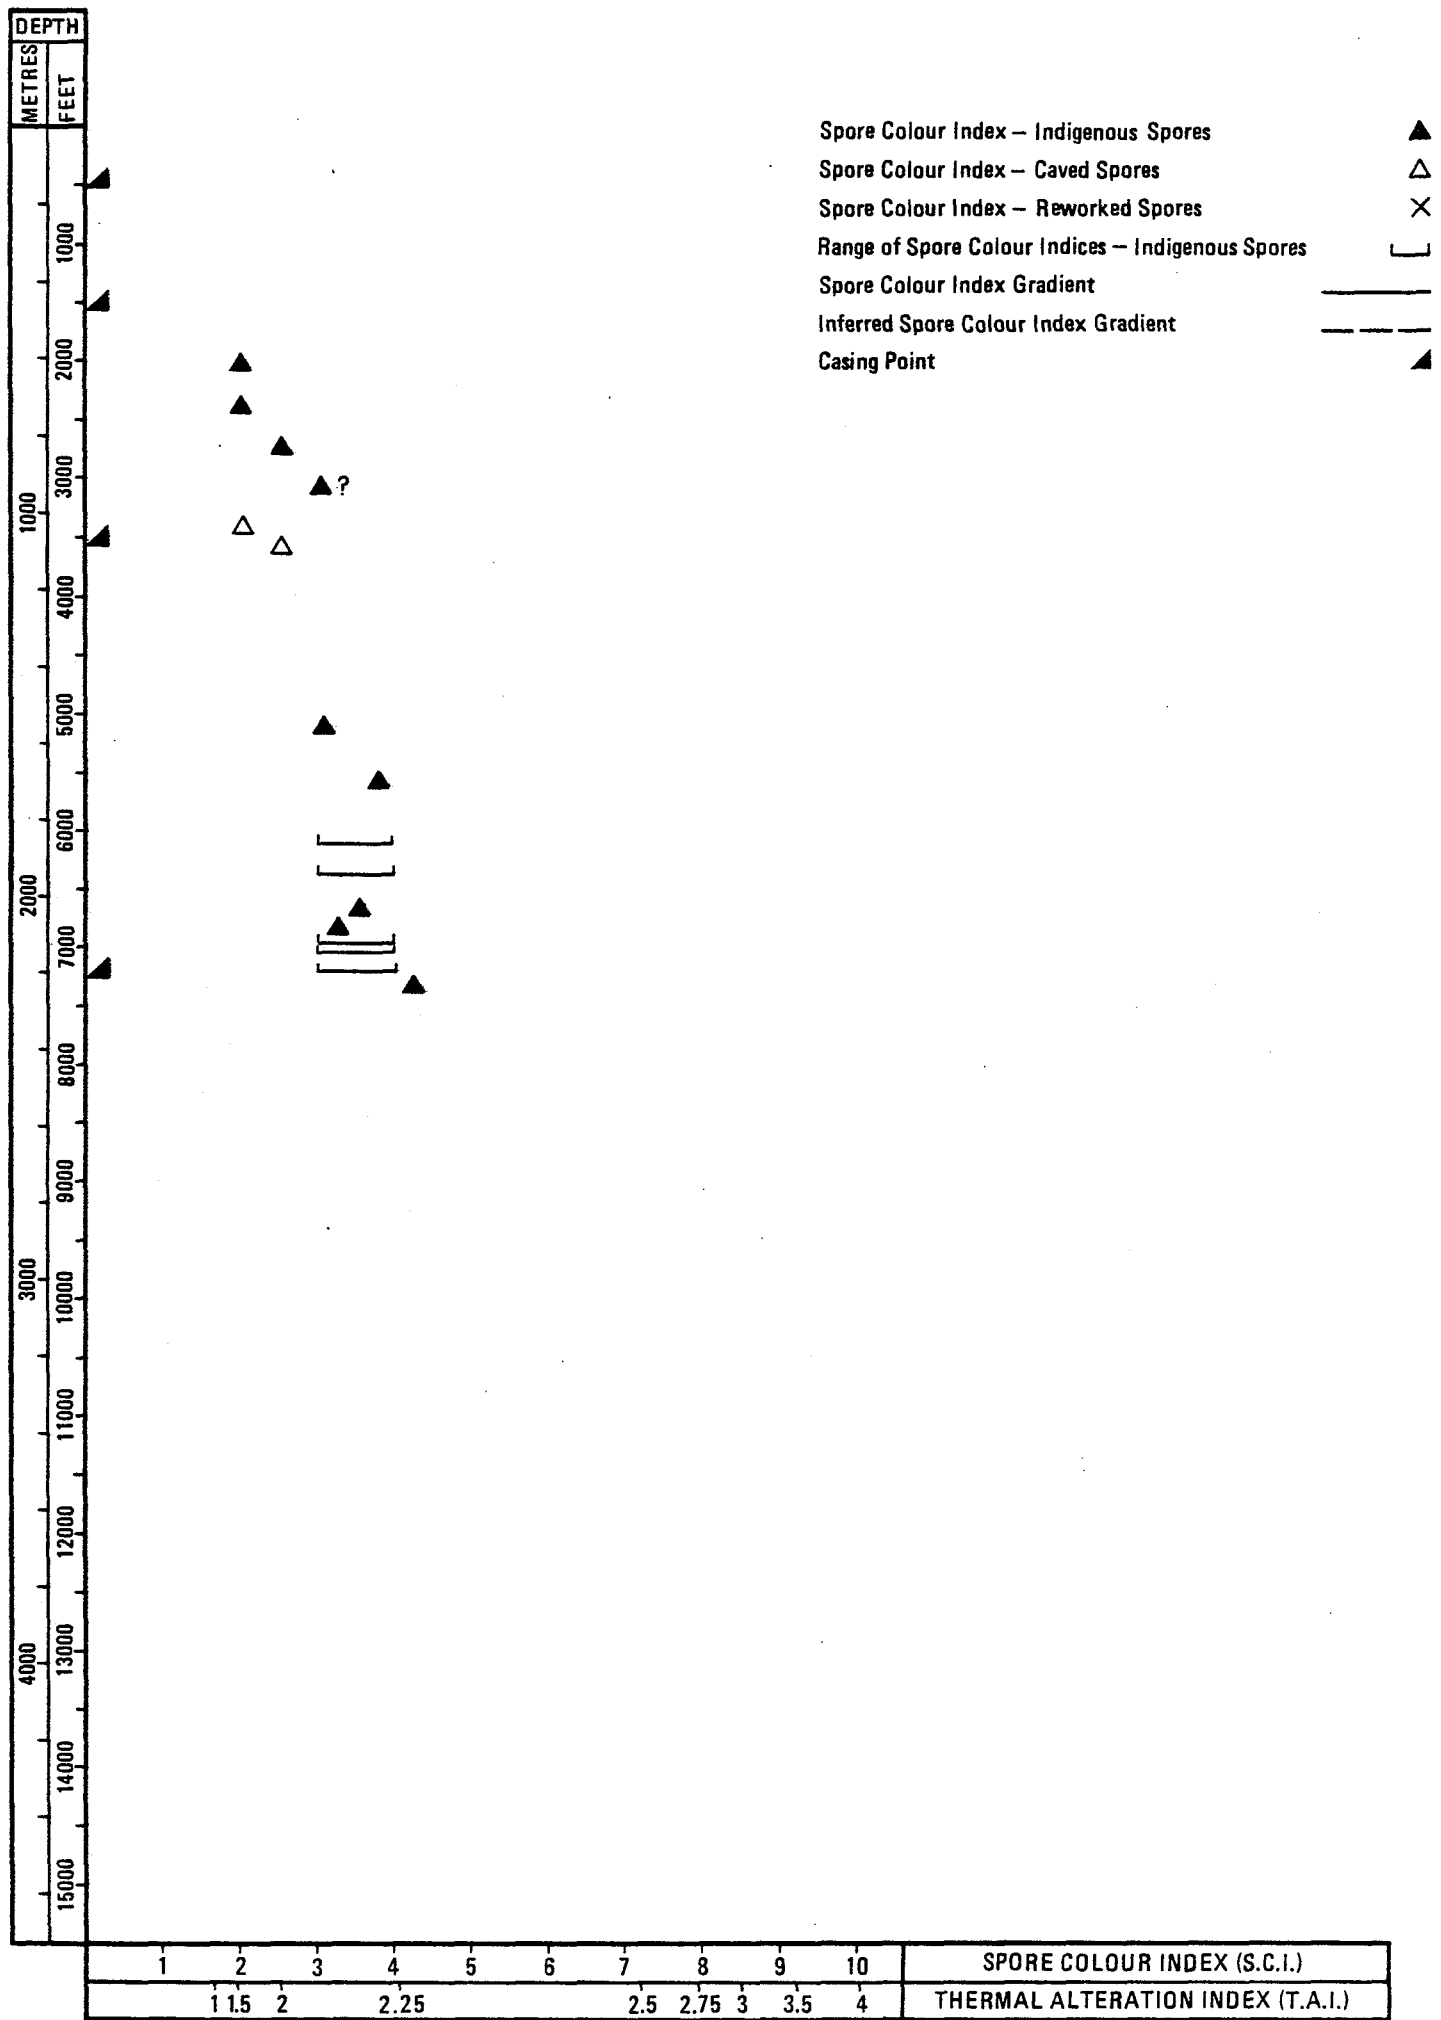 DEPTH
METRES
FEET
Spore Colour Index – Indigenous Spores
Spore Colour Index – Caved Spores
Spore Colour Index – Reworked Spores
Range of Spore Colour Indices – Indigenous Spores
Spore Colour Index Gradient
Inferred Spore Colour Index Gradient
Casing Point
1000
2000
3000
?
1000
4000
5000
6000
2000
7000
8000
9000
3000
10000
11000
12000
13000
4000
14000
15000
1 2 3 4 5 6 7 8 9 10 SPORE COLOUR INDEX (S.C.I.)
1 1.5 2 2.25 2.5 2.75 3 3.5 4 THERMAL ALTERATION INDEX (T.A.I.)